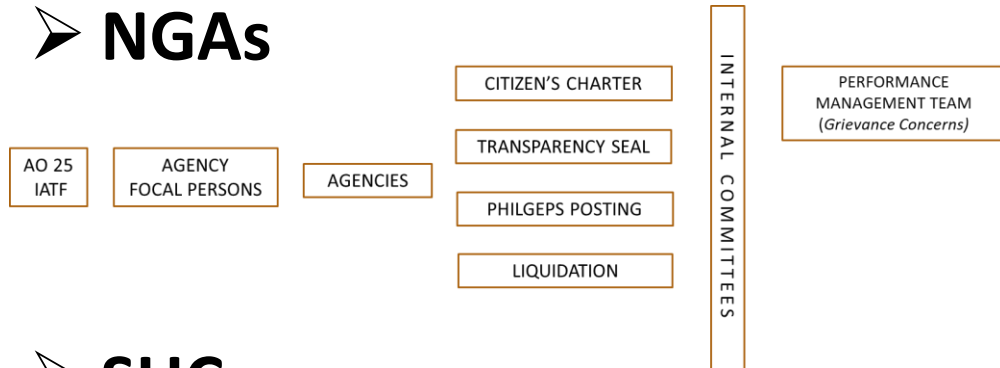 ➢ NGAs
AO 25
IATF
AGENCY
FOCAL PERSONS
AGENCIES
CITIZEN’S CHARTER
TRANSPARENCY SEAL
PHILGEPS POSTING
LIQUIDATION
INTERNAL COMMITTEES
PERFORMANCE
MANAGEMENT TEAM
(Grievance Concerns)